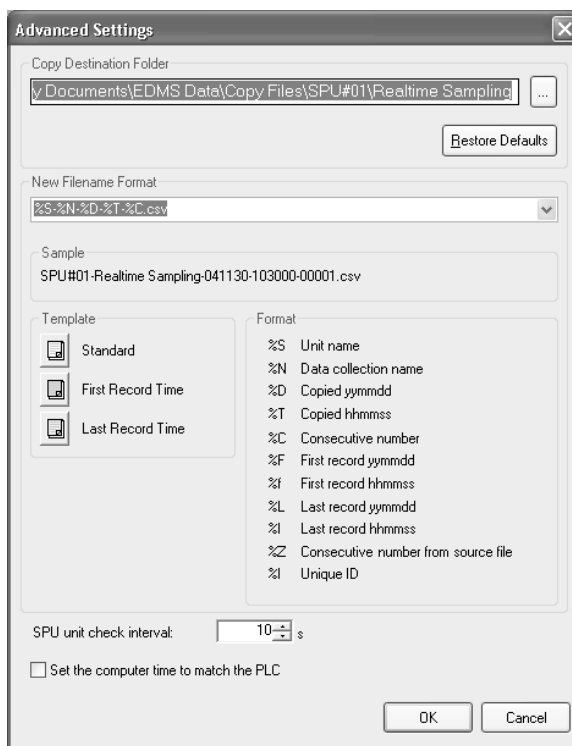 Advanced Settings
Copy Destination Folder
y Documents\EDMS Data\Copy Files\SPU#01\Realtime Sampling
...
Restore Defaults
New Filename Format
%S-%N-%D-%T-%C.csv
Sample
SPU#01-Realtime Sampling-041130-103000-00001.csv
Template
Standard
First Record Time
Last Record Time
Format
%S Unit name
%N Data collection name
%D Copied yymmdd
%T Copied hhmmss
%C Consecutive number
%F First record yymmdd
%f First record hhmmss
%L Last record yymmdd
%l Last record hhmmss
%Z Consecutive number from source file
%I Unique ID
SPU unit check interval: 10 s
Set the computer time to match the PLC
OK Cancel